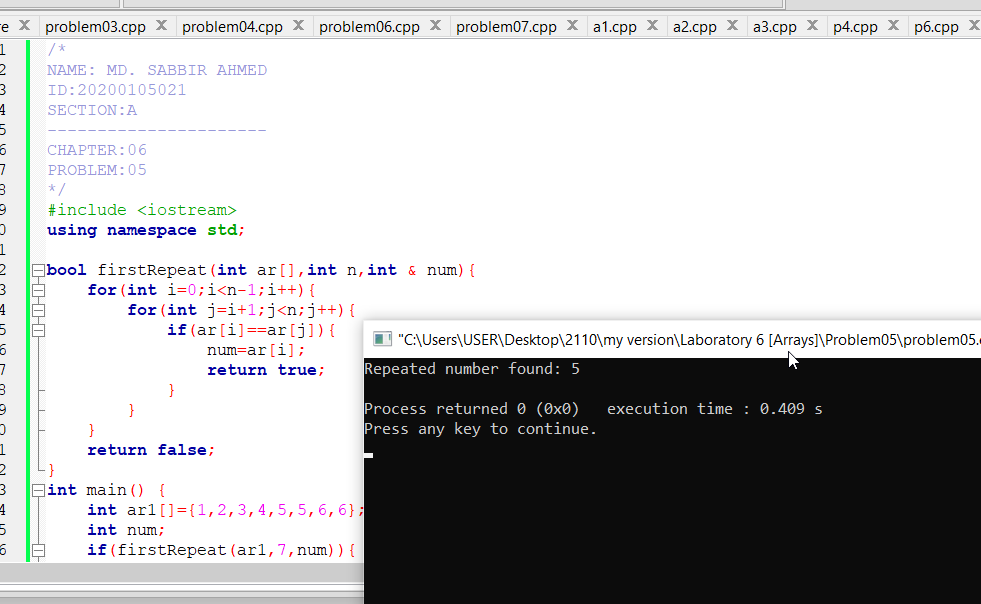 re X problem03.cpp X problem04.cpp X problem06.cpp X problem07.cpp X a1.cpp X a2.cpp X a3.cpp X p4.cpp X p6.cpp X
1 /*
2 NAME: MD. SABBIR AHMED
3 ID:20200105021
4 SECTION:A
5 ----------------------
6 CHAPTER:06
7 PROBLEM:05
8 */
9 #include <iostream>
0 using namespace std;
1
2 bool firstRepeat(int ar[],int n,int & num){
3 for(int i=0;i<n-1;i++){
4 for(int j=i+1;j<n;j++){
5 if(ar[i]==ar[j]){
6 num=ar[i];
7 return true;
8 }
9 }
0 }
1 return false;
2 }
3 int main() {
4 int ar1[]={1,2,3,4,5,5,6,6};
5 int num;
6 if(firstRepeat(ar1,7,num)){
"C:\Users\USER\Desktop\2110\my version\Laboratory 6 [Arrays]\Problem05\problem05.
Repeated number found: 5
Process returned 0 (0x0)   execution time : 0.409 s
Press any key to continue.